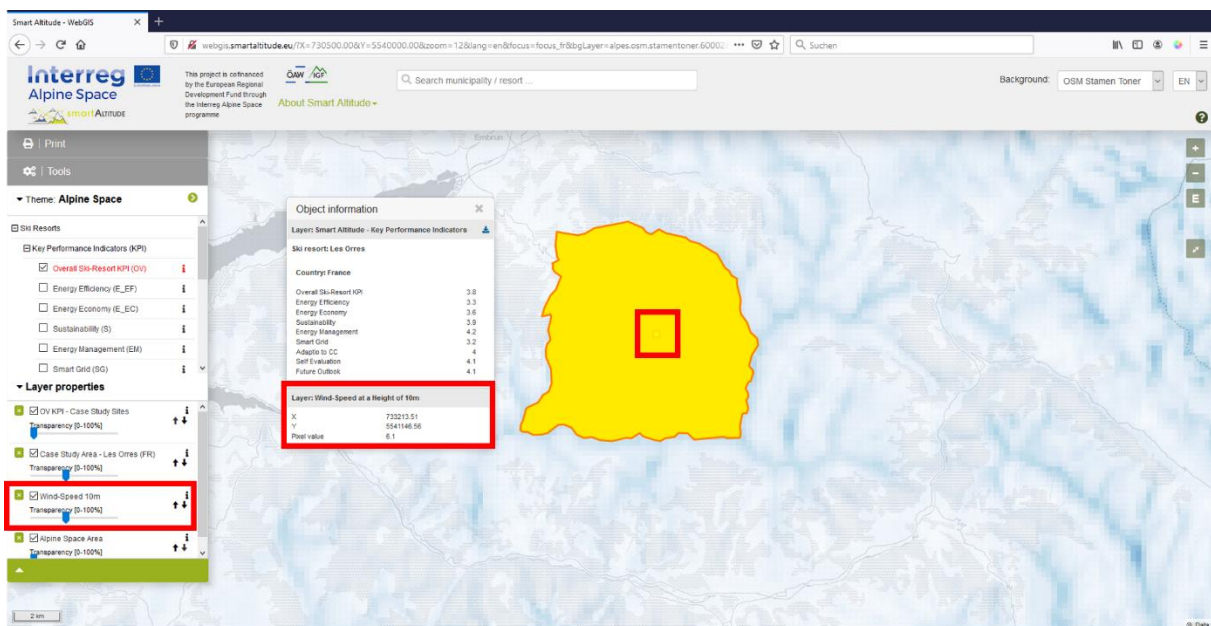 Smart Altitude - WebGIS
webgis.smartaltitude.eu/?X=730500.00&Y=5540000.00&zoom=12&lang=en&focus=focus_fr&bgLayer=alpes.osm.stamentoner.60002
Suchen
Interreg
Alpine Space
smartALTITUDE
This project is cofinanced
by the European Regional
Development Fund through
the Interreg Alpine Space
programme
ÖAW IGF
About Smart Altitude
Search municipality / resort ...
Background: OSM Stamen Toner EN
Print
Tools
Theme: Alpine Space
Ski Resorts
Key Performance Indicators (KPI)
Overall Ski-Resort KPI (OV)
Energy Efficiency (E_EF)
Energy Economy (E_EC)
Sustainability (S)
Energy Management (EM)
Smart Grid (SG)
Layer properties
OV KPI - Case Study Sites
Transparency [0-100%]
Case Study Area - Les Orres (FR)
Transparency [0-100%]
Wind-Speed 10m
Transparency [0-100%]
Alpine Space Area
Transparency [0-100%]
2 km
Embrun
E
Object information
Layer: Smart Altitude - Key Performance Indicators
Ski resort: Les Orres
Country: France
Overall Ski-Resort KPI 3.8
Energy Efficiency 3.3
Energy Economy 3.6
Sustainability 3.9
Energy Management 4.2
Smart Grid 3.2
Adaptio to CC 4
Self Evaluation 4.1
Future Outlook 4.1
Layer: Wind-Speed at a Height of 10m
X 733213.51
Y 5541146.56
Pixel value 6.1
© Data